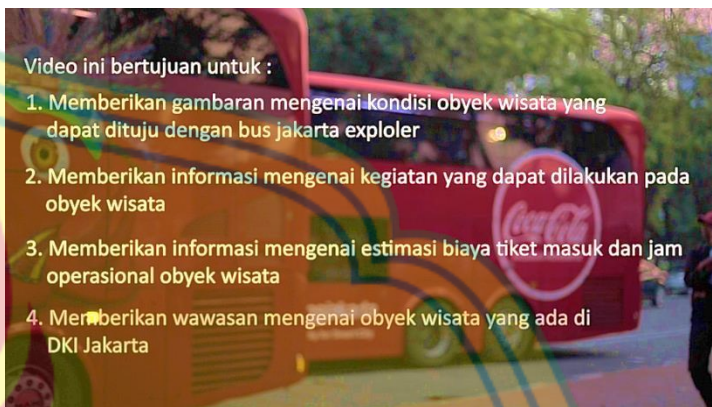 Video ini bertujuan untuk :
1. Memberikan gambaran mengenai kondisi obyek wisata yang
dapat dituju dengan bus jakarta exploler
2. Memberikan informasi mengenai kegiatan yang dapat dilakukan pada
obyek wisata
Coca-Cola
3. Memberikan informasi mengenai estimasi biaya tiket masuk dan jam
operasional obyek wisata
4. Memberikan wawasan mengenai obyek wisata yang ada di
DKI Jakarta